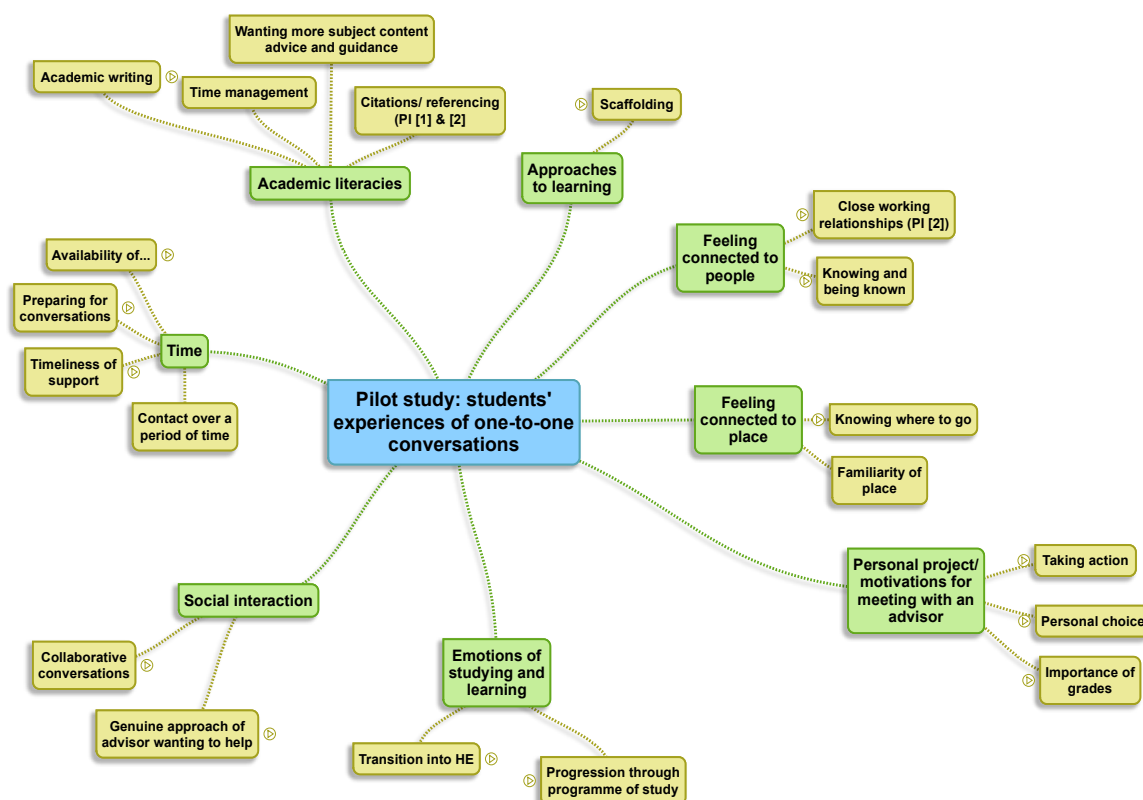 Wanting more subject content
advice and guidance
Academic writing
Time management
Citations/ referencing
(PI [1] & [2]
Scaffolding
Academic literacies
Approaches
to learning
Close working
relationships (PI [2])
Feeling
connected to
people
Knowing and
being known
Availability of...
Preparing for
conversations
Time
Timeliness of
support
Contact over a
period of time
Pilot study: students'
experiences of one-to-one
conversations
Feeling
connected to
place
Knowing where to go
Familiarity of
place
Personal project/
motivations for
meeting with an
advisor
Taking action
Personal choice
Importance of
grades
Social interaction
Collaborative
conversations
Genuine approach of
advisor wanting to help
Emotions of
studying and
learning
Transition into HE
Progression through
programme of study